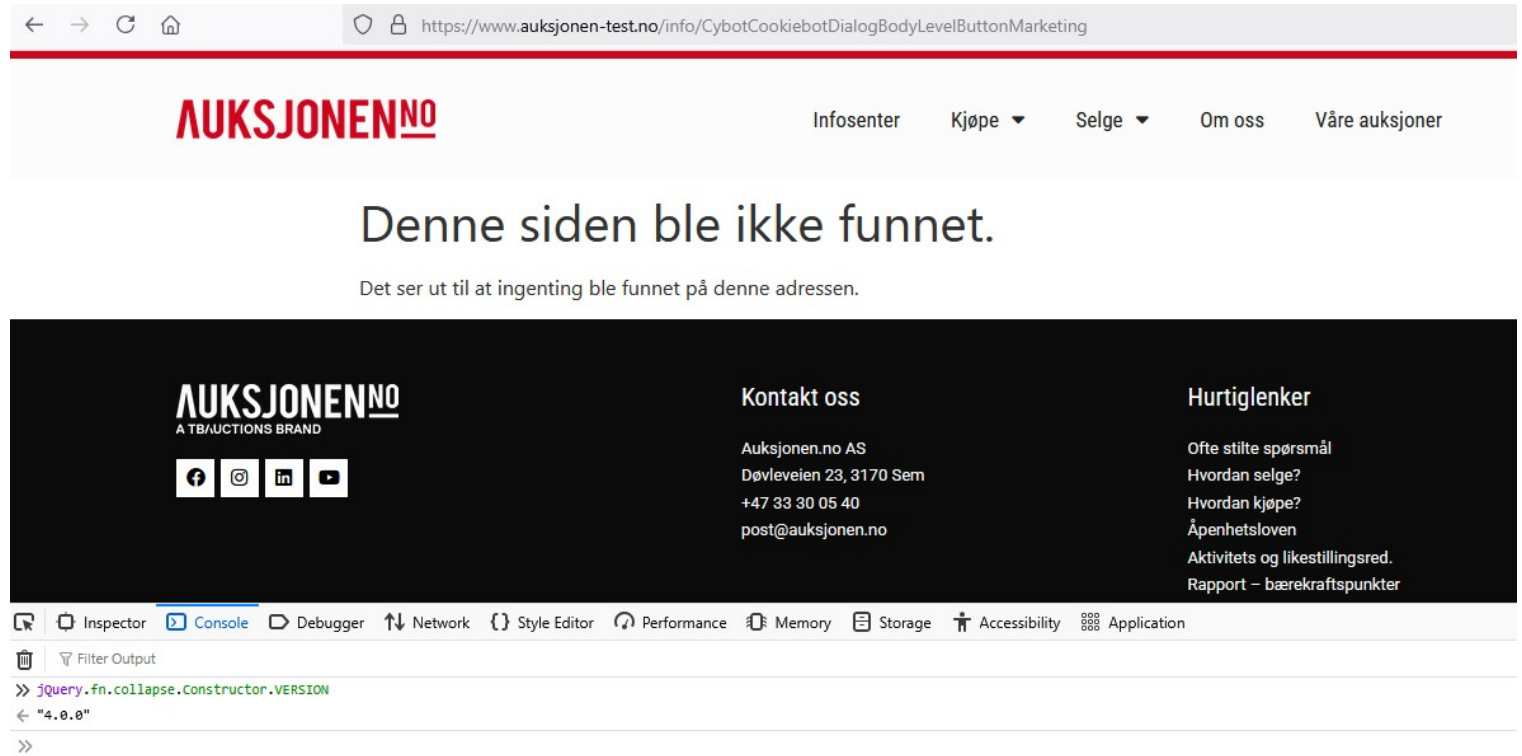 https://www.auksjonen-test.no/info/CybotCookiebotDialogBodyLevelButtonMarketing
AUKSJONENNO
Infosenter Kjøpe Selge Om oss Våre auksjoner
Denne siden ble ikke funnet.
Det ser ut til at ingenting ble funnet på denne adressen.
AUKSJONENNO
A TBAUCTIONS BRAND
Kontakt oss
Auksjonen.no AS
Døvleveien 23, 3170 Sem
+47 33 30 05 40
post@auksjonen.no
Hurtiglenker
Ofte stilte spørsmål
Hvordan selge?
Hvordan kjøpe?
Åpenhetsloven
Aktivitets og likestillingsred.
Rapport – bærekraftspunkter
Inspector Console Debugger Network {} Style Editor Performance Memory Storage Accessibility Application
Filter Output
>> jQuery.fn.collapse.Constructor.VERSION
← "4.0.0"
>>